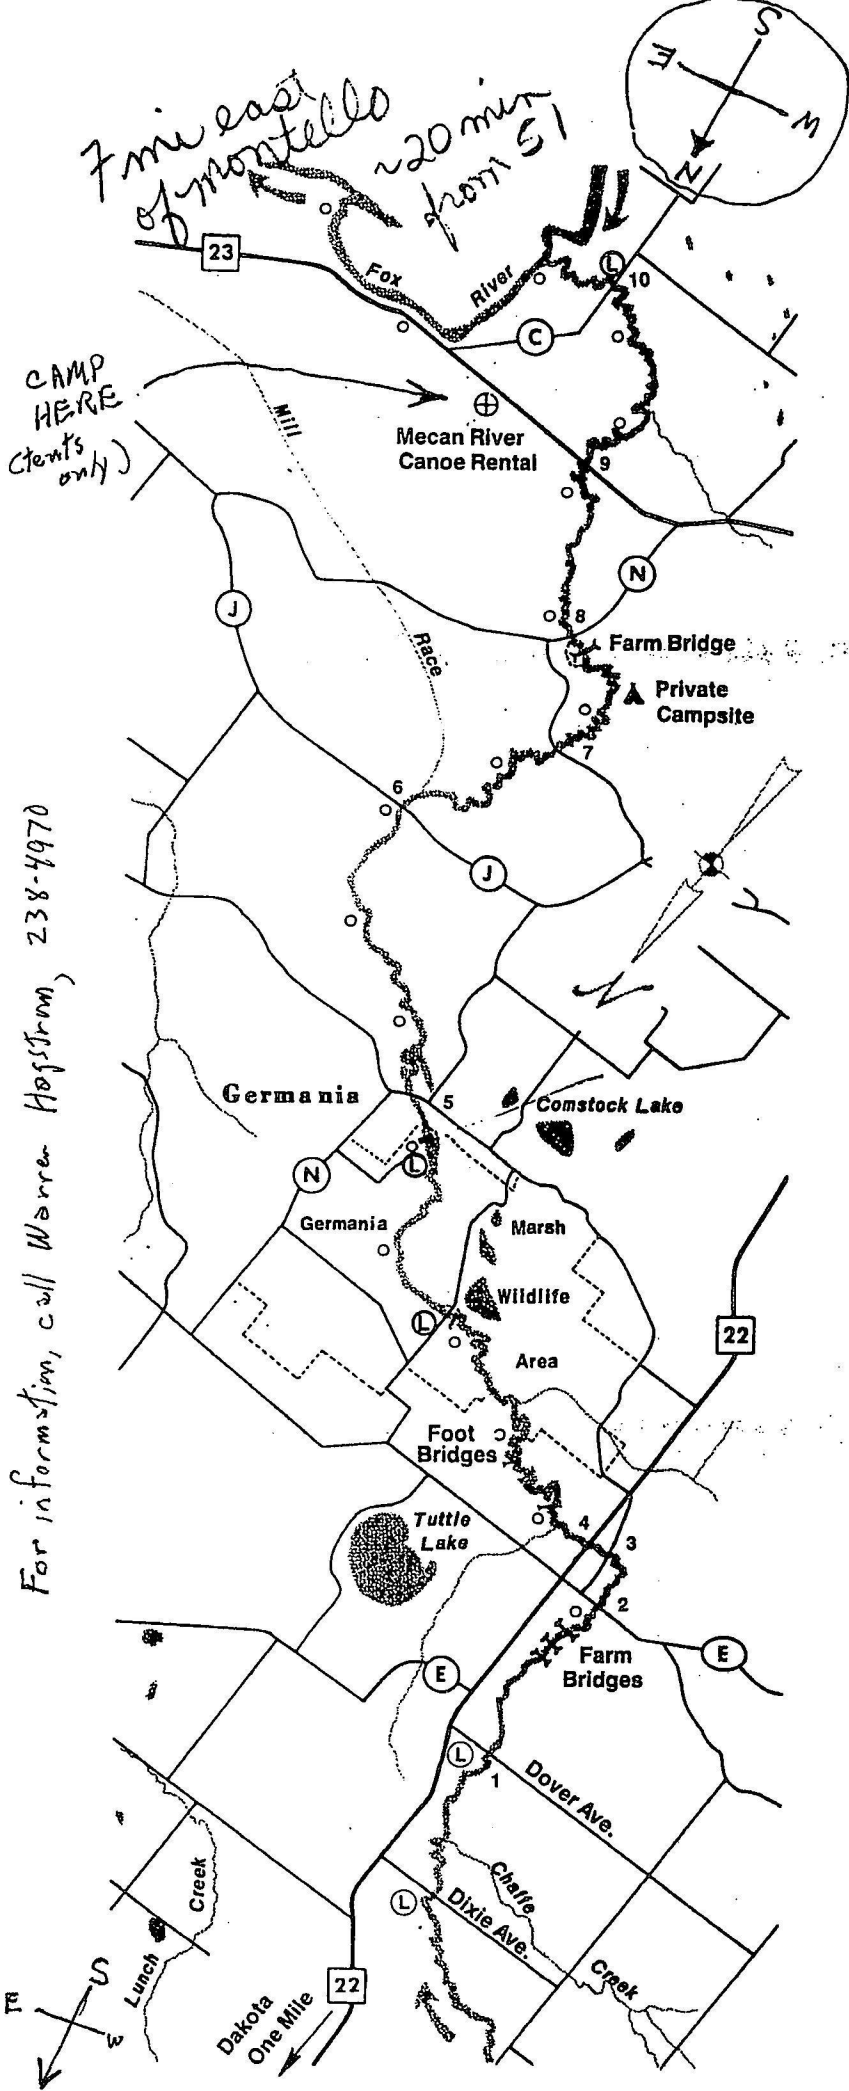 S
E
W
N
7 mi east
of montello
~20 min
from 51
23
Fox
River
L
10
C
CAMP
HERE
(tents
only)
Mill
Mecan River
Canoe Rental
9
N
J
8
Farm Bridge
Race
Private
Campsite
7
6
J
N
For information, call Warren Hagstrom, 238-4970
Germania
5
Comstock Lake
L
N
Germania
Marsh
Wildlife
L
Area
22
Foot
Bridges
4
Tuttle
Lake
3
2
E
Farm
Bridges
E
L
1
Dover Ave.
Chaffe
Creek
L
Dixie Ave.
Creek
Lunch
S
E
W
22
Dakota
One Mile